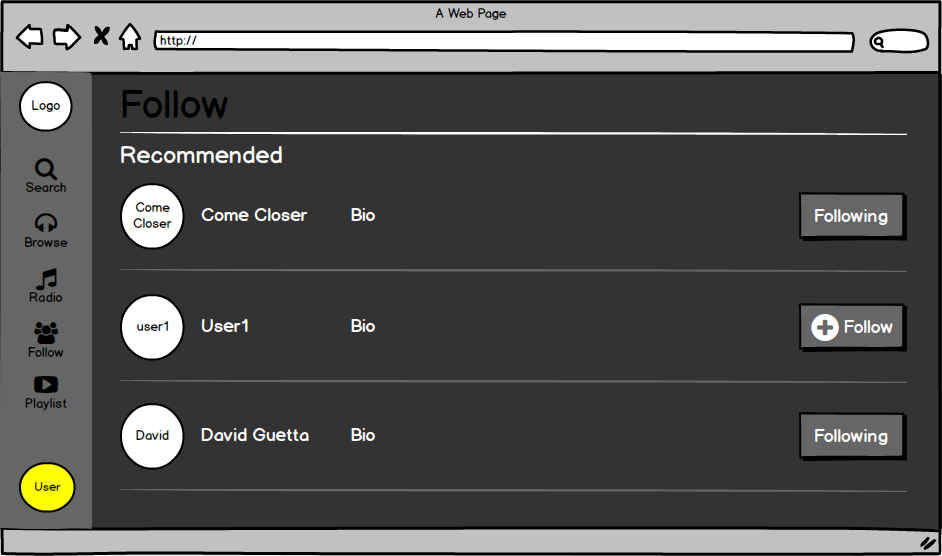 A Web Page
http://
Logo
Follow
Recommended
Search
Browse
Radio
Follow
Playlist
User
Come
Closer
Come Closer Bio Following
user1 User1 Bio Follow
David David Guetta Bio Following